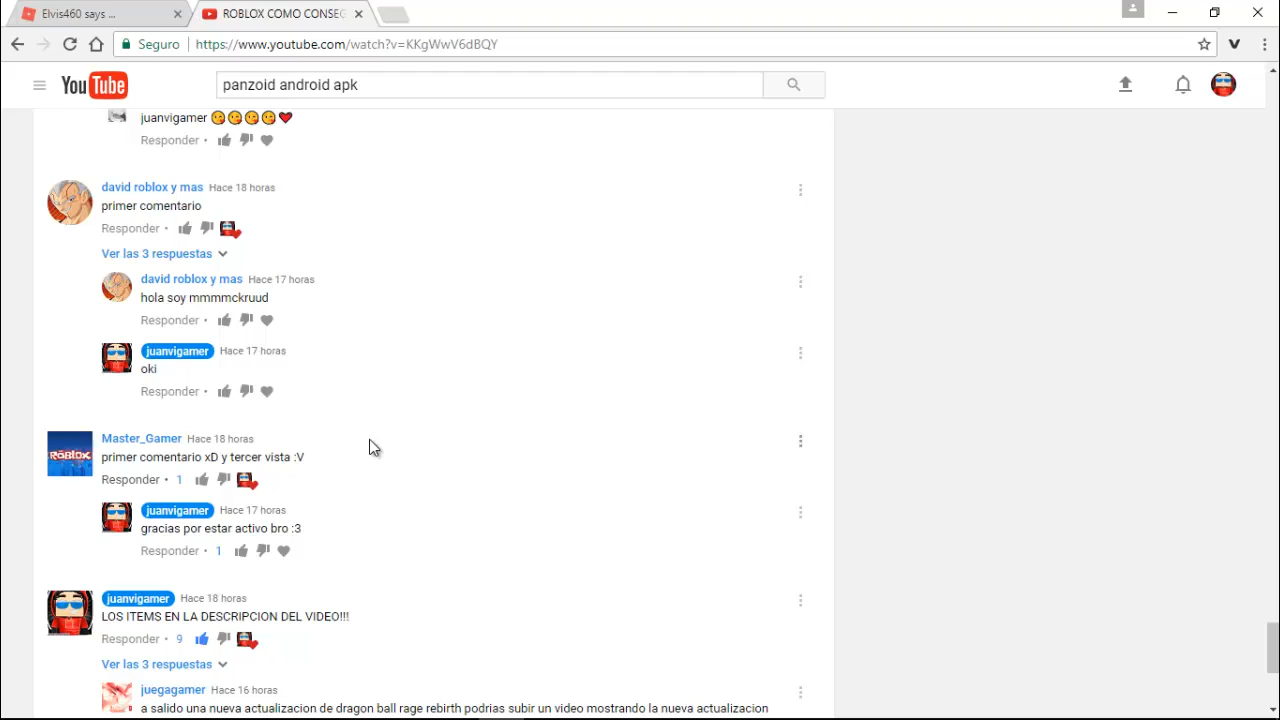 Elvis460 says ...
ROBLOX COMO CONSEG
Seguro
https://www.youtube.com/watch?v=KKgWwV6dBQY
YouTube
panzoid android apk
juanvigamer 😘😘😘😘❤
Responder •
david roblox y mas Hace 18 horas
primer comentario
Responder •
Ver las 3 respuestas
david roblox y mas Hace 17 horas
hola soy mmmmckruud
Responder •
juanvigamer Hace 17 horas
oki
Responder •
Master_Gamer Hace 18 horas
ROBLOX
primer comentario xD y tercer vista :V
Responder • 1
juanvigamer Hace 17 horas
gracias por estar activo bro :3
Responder • 1
juanvigamer Hace 18 horas
LOS ITEMS EN LA DESCRIPCION DEL VIDEO!!!
Responder • 9
Ver las 3 respuestas
juegagamer Hace 16 horas
a salido una nueva actualizacion de dragon ball rage rebirth podrias subir un video mostrando la nueva actualizacion